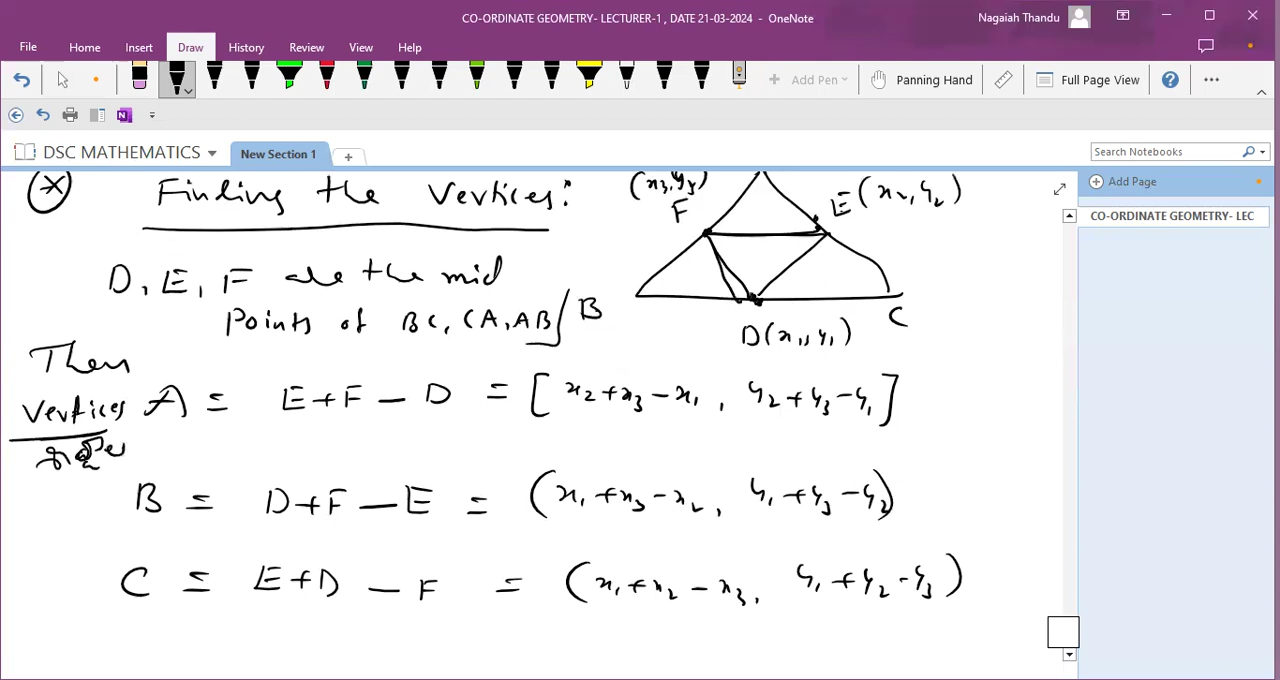 CO-ORDINATE GEOMETRY- LECTURER-1 , DATE 21-03-2024 - OneNote
Nagaiah Thandu
File Home Insert Draw History Review View Help
Add Pen
Panning Hand
Full Page View
DSC MATHEMATICS
New Section 1
Search Notebooks
Add Page
CO-ORDINATE GEOMETRY- LEC
Finding the Vertices:
(x₃,y₃)
F
E(x₂, y₂)
D, E, F are the mid
points of BC, CA, AB
B
C
D(x₁, y₁)
Then
vertices
A = E+F-D = [x₂+x₃-x₁, y₂+y₃-y₁]
B = D+F-E = (x₁+x₃-x₂, y₁+y₃-y₂)
C = E+D-F = (x₁+x₂-x₃, y₁+y₂-y₃)